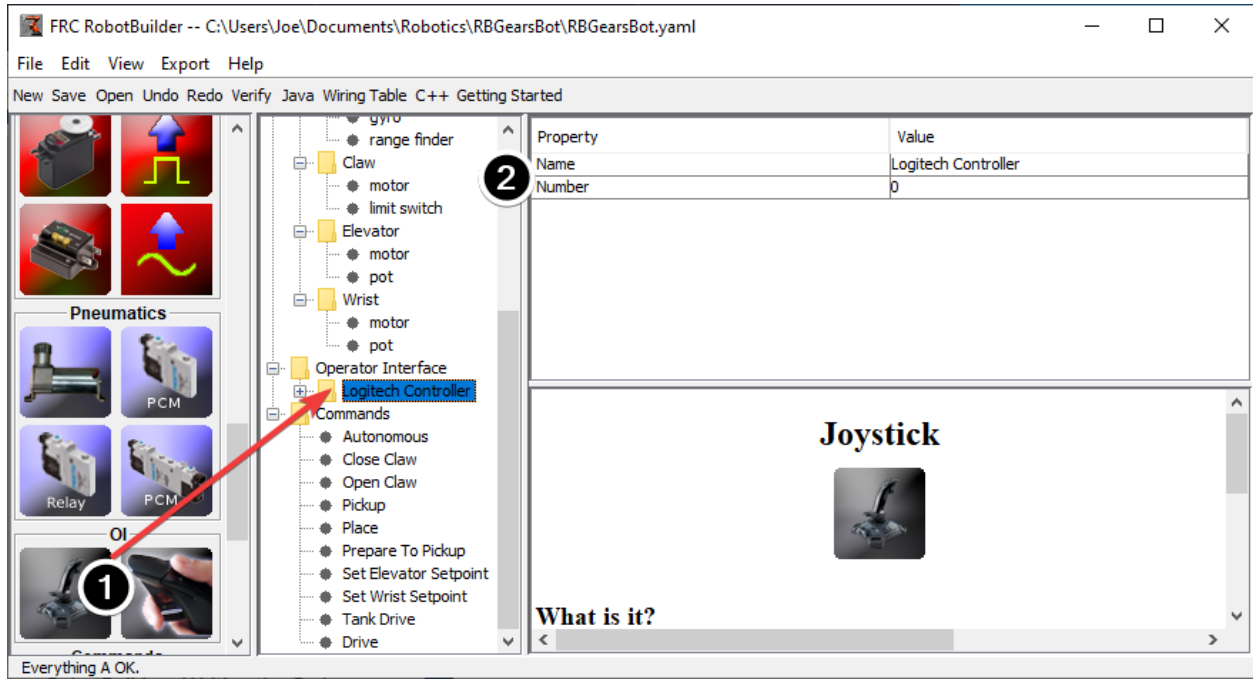 FRC RobotBuilder -- C:\Users\Joe\Documents\Robotics\RBGearsBot\RBGearsBot.yaml
File Edit View Export Help
New Save Open Undo Redo Verify Java Wiring Table C++ Getting Started
Pneumatics
PCM
Relay
PCM
OI
1
Commands
gyro
range finder
Claw
motor
limit switch
Elevator
motor
pot
Wrist
motor
pot
Operator Interface
Logitech Controller
Commands
Autonomous
Close Claw
Open Claw
Pickup
Place
Prepare To Pickup
Set Elevator Setpoint
Set Wrist Setpoint
Tank Drive
Drive
2
Property Value
Name Logitech Controller
Number 0
Joystick
What is it?
Everything A OK.